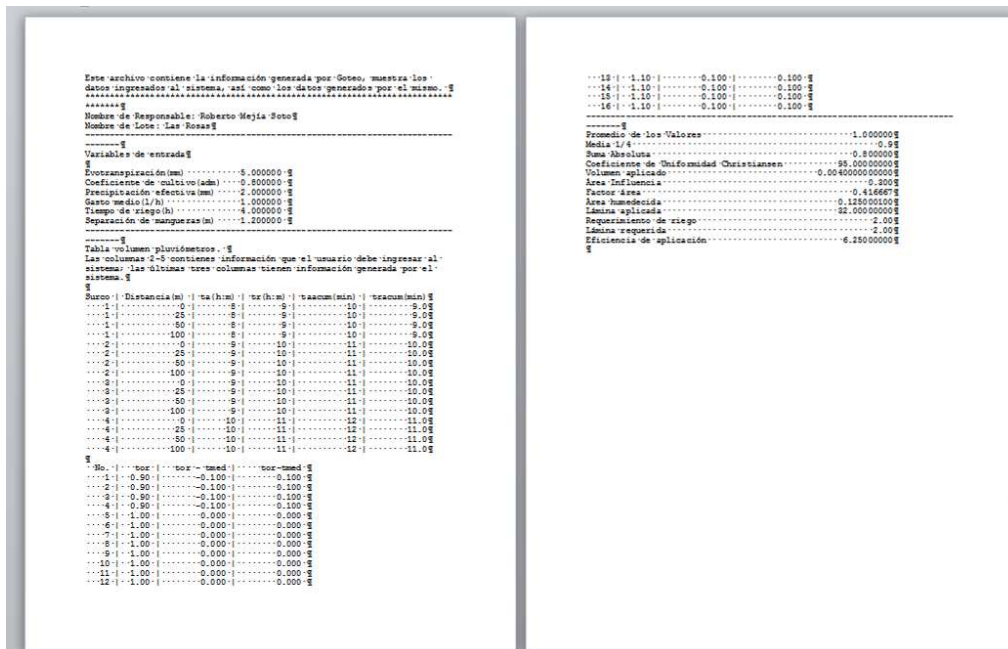 Este archivo contiene la información generada por Goteo, muestra los
datos ingresados al sistema, así como los datos generados por el mismo. ¶
********************************************************************************
*******¶
Nombre de Responsable: Roberto Mejía Soto¶
Nombre de Lote: Las Rosas¶
--------------------------------------------------------------------------------
-------¶
Variables de entrada¶
¶
Evotranspiración(mm) 5.000000 ¶
Coeficiente de cultivo(adm) 0.800000 ¶
Precipitación efectiva(mm) 2.000000 ¶
Gasto medio(l/h) 1.000000 ¶
Tiempo de riego(h) 4.000000 ¶
Separación de mangueras(m) 1.200000 ¶
--------------------------------------------------------------------------------
-------¶
Tabla volumen pluviómetros. ¶
Las columnas 2-5 contienes información que el usuario debe ingresar al
sistema; las últimas tres columnas tienen información generada por el
sistema.¶
¶
Surco | Distancia(m) | ta(h:m) | tr(h:m) | taacum(min) | tracum(min)¶
1 | 0 | 8 | 9 | 10 | 9.0¶
1 | 25 | 8 | 9 | 10 | 9.0¶
1 | 50 | 8 | 9 | 10 | 9.0¶
1 | 100 | 8 | 9 | 10 | 9.0¶
2 | 0 | 9 | 10 | 11 | 10.0¶
2 | 25 | 9 | 10 | 11 | 10.0¶
2 | 50 | 9 | 10 | 11 | 10.0¶
2 | 100 | 9 | 10 | 11 | 10.0¶
3 | 0 | 9 | 10 | 11 | 10.0¶
3 | 25 | 9 | 10 | 11 | 10.0¶
3 | 50 | 9 | 10 | 11 | 10.0¶
3 | 100 | 9 | 10 | 11 | 10.0¶
4 | 0 | 10 | 11 | 12 | 11.0¶
4 | 25 | 10 | 11 | 12 | 11.0¶
4 | 50 | 10 | 11 | 12 | 11.0¶
4 | 100 | 10 | 11 | 12 | 11.0¶
¶
No. | tor | tor - tmed | tor-tmed ¶
1 | 0.90 | -0.100 | 0.100 ¶
2 | 0.90 | -0.100 | 0.100 ¶
3 | 0.90 | -0.100 | 0.100 ¶
4 | 0.90 | -0.100 | 0.100 ¶
5 | 1.00 | 0.000 | 0.000 ¶
6 | 1.00 | 0.000 | 0.000 ¶
7 | 1.00 | 0.000 | 0.000 ¶
8 | 1.00 | 0.000 | 0.000 ¶
9 | 1.00 | 0.000 | 0.000 ¶
10 | 1.00 | 0.000 | 0.000 ¶
11 | 1.00 | 0.000 | 0.000 ¶
12 | 1.00 | 0.000 | 0.000 ¶
13 | 1.10 | 0.100 | 0.100 ¶
14 | 1.10 | 0.100 | 0.100 ¶
15 | 1.10 | 0.100 | 0.100 ¶
16 | 1.10 | 0.100 | 0.100 ¶
--------------------------------------------------------------------------------
-------¶
Promedio de los Valores 1.000000¶
Media 1/4 0.9¶
Suma Absoluta 0.800000¶
Coeficiente de Uniformidad Christiansen 95.00000000¶
Volumen aplicado 0.0040000000000¶
Área Influencia 0.300¶
Factor Área 0.416667¶
Área humedecida 0.125000100¶
Lámina aplicada 32.00000000¶
Requerimiento de riego 2.00¶
Lámina requerida 2.00¶
Eficiencia de aplicación 6.25000000¶
¶